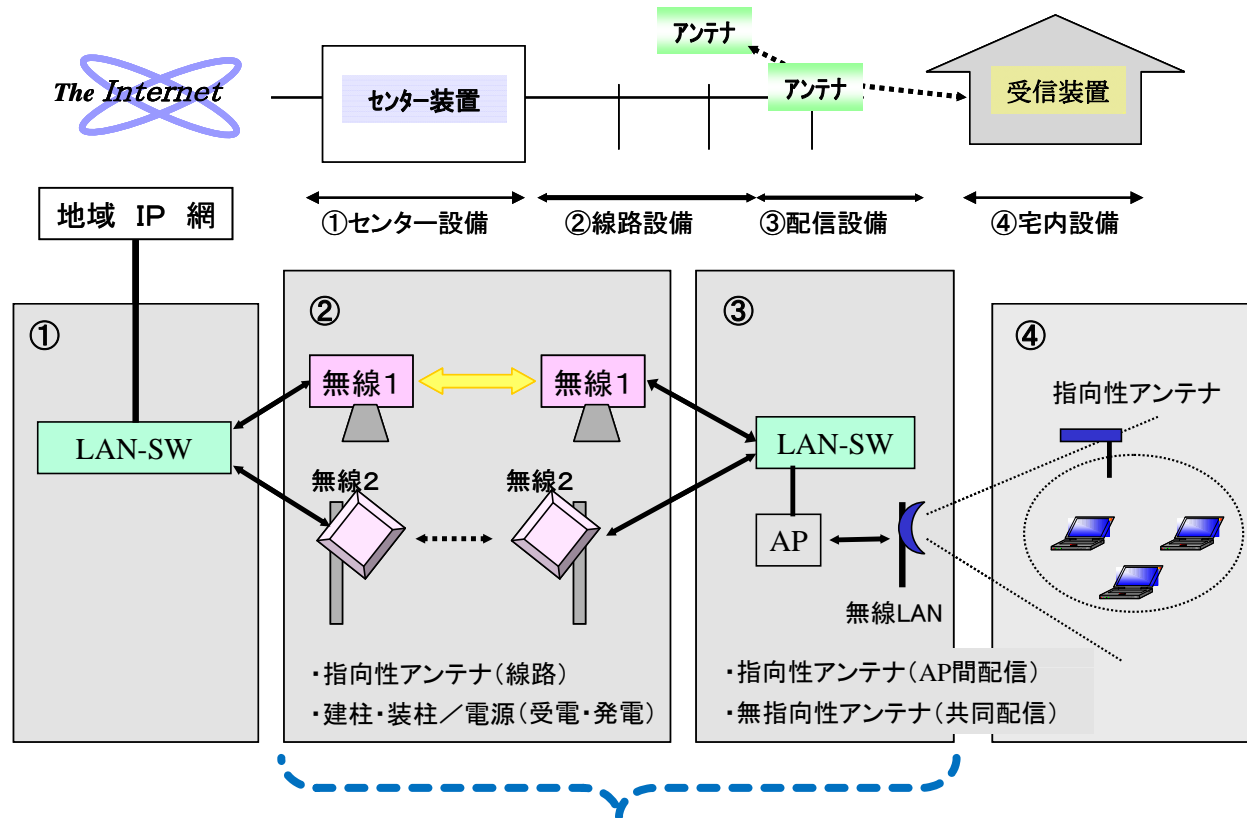 アンテナ
The Internet
センター装置
アンテナ
受信装置
地域 IP 網
①センター設備
②線路設備
③配信設備
④宅内設備
①
②
③
④
無線1
無線1
指向性アンテナ
LAN-SW
LAN-SW
無線2
無線2
AP
無線LAN
・指向性アンテナ(線路)
・建柱・装柱/電源(受電・発電)
・指向性アンテナ(AP間配信)
・無指向性アンテナ(共同配信)